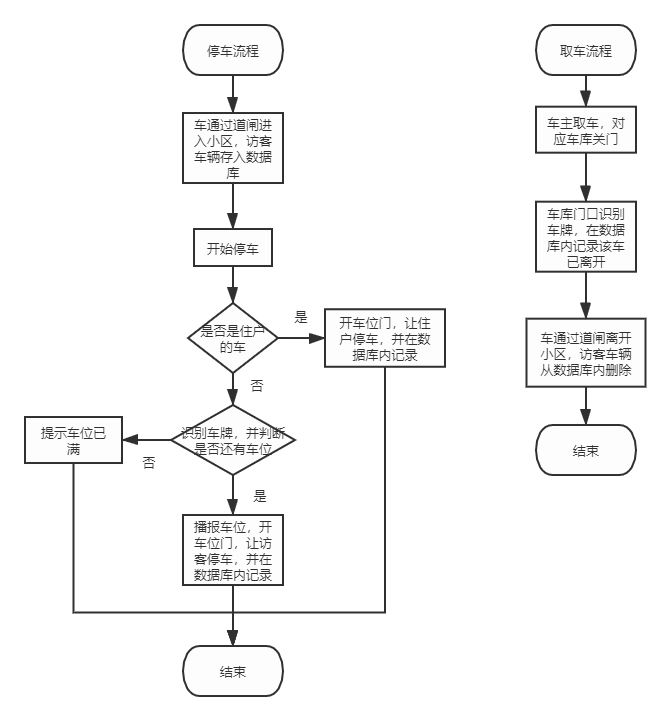 停车流程
车通过道闸进
入小区，访客
车辆存入数据
库
开始停车
是否是住户
的车
是
开车位门，让住
户停车，并在数
据库内记录
否
识别车牌，并判断
是否还有车位
否
提示车位已
满
是
播报车位，开
车位门，让访
客停车，并在
数据库内记录
结束
取车流程
车主取车，对
应车库关门
车库门口识别
车牌，在数据
库内记录该车
已离开
车通过道闸离开
小区，访客车辆
从数据库内删除
结束